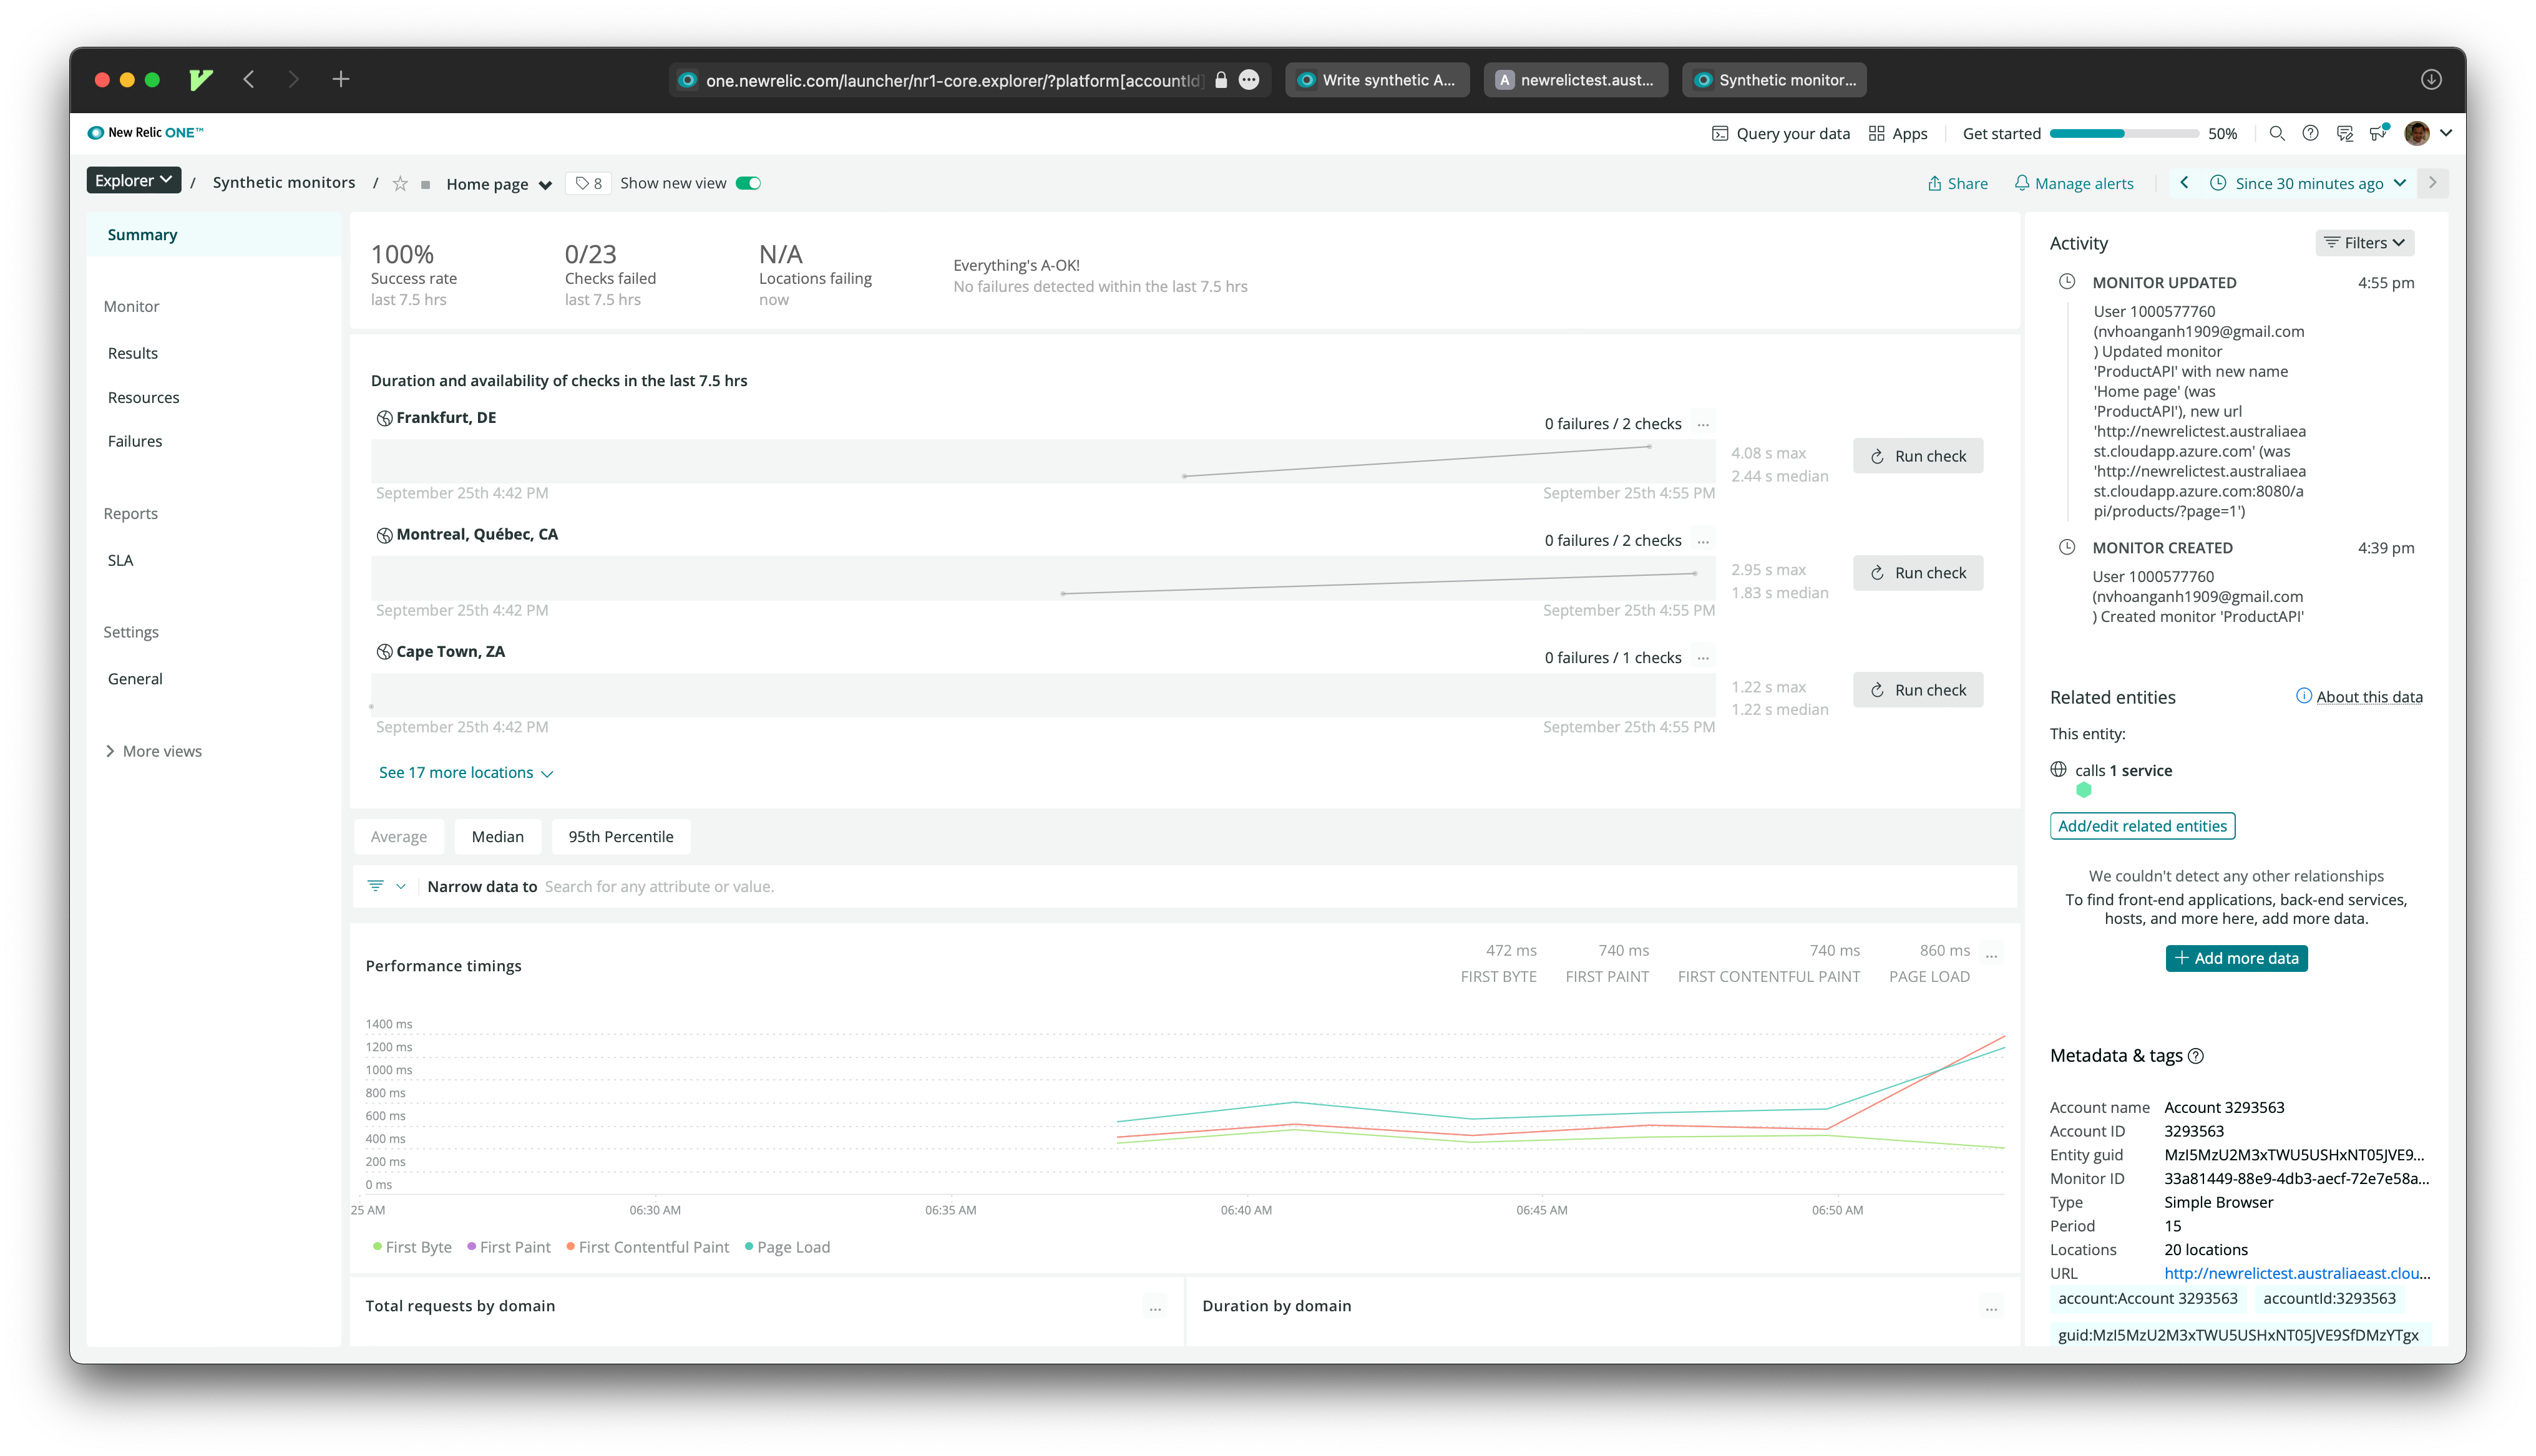 one.newrelic.com/launcher/nr1-core.explorer/?platform[accountId]
Write synthetic A...
A newrelictest.aust...
Synthetic monitor...
New Relic ONE™
Query your data
Apps
Get started
50%
Explorer / Synthetic monitors / Home page
8
Show new view
Share
Manage alerts
Since 30 minutes ago
Summary
Monitor
Results
Resources
Failures
Reports
SLA
Settings
General
More views
100%
Success rate
last 7.5 hrs
0/23
Checks failed
last 7.5 hrs
N/A
Locations failing
now
Everything's A-OK!
No failures detected within the last 7.5 hrs
Duration and availability of checks in the last 7.5 hrs
Frankfurt, DE
0 failures / 2 checks ...
4.08 s max
2.44 s median
Run check
September 25th 4:42 PM
September 25th 4:55 PM
Montreal, Québec, CA
0 failures / 2 checks ...
2.95 s max
1.83 s median
Run check
September 25th 4:42 PM
September 25th 4:55 PM
Cape Town, ZA
0 failures / 1 checks ...
1.22 s max
1.22 s median
Run check
September 25th 4:42 PM
September 25th 4:55 PM
See 17 more locations
Average
Median
95th Percentile
Narrow data to Search for any attribute or value.
Performance timings
472 ms
FIRST BYTE
740 ms
FIRST PAINT
740 ms
FIRST CONTENTFUL PAINT
860 ms
PAGE LOAD
...
1400 ms
1200 ms
1000 ms
800 ms
600 ms
400 ms
200 ms
0 ms
25 AM
06:30 AM
06:35 AM
06:40 AM
06:45 AM
06:50 AM
First Byte
First Paint
First Contentful Paint
Page Load
Total requests by domain
...
Duration by domain
...
Activity
Filters
MONITOR UPDATED 4:55 pm
User 1000577760
(nvhoanganh1909@gmail.com
) Updated monitor
'ProductAPI' with new name
'Home page' (was
'ProductAPI'), new url
'http://newrelictest.australiaea
st.cloudapp.azure.com' (was
'http://newrelictest.australiaea
st.cloudapp.azure.com:8080/a
pi/products/?page=1')
MONITOR CREATED 4:39 pm
User 1000577760
(nvhoanganh1909@gmail.com
) Created monitor 'ProductAPI'
Related entities
About this data
This entity:
calls 1 service
Add/edit related entities
We couldn't detect any other relationships
To find front-end applications, back-end services,
hosts, and more here, add more data.
Add more data
Metadata & tags
Account name Account 3293563
Account ID 3293563
Entity guid MzI5MzU2M3xTWU5USHxNT05JVE9...
Monitor ID 33a81449-88e9-4db3-aecf-72e7e58a...
Type Simple Browser
Period 15
Locations 20 locations
URL http://newrelictest.australiaeast.clou...
account:Account 3293563
accountId:3293563
guid:MzI5MzU2M3xTWU5USHxNT05JVE9SfDMzYTgx